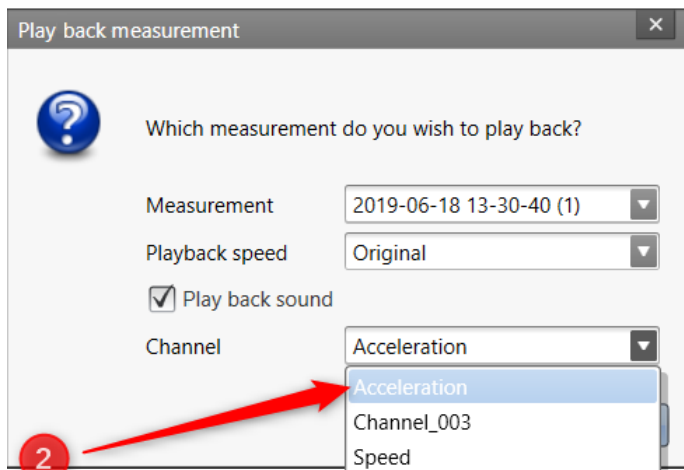 Play back measurement
Which measurement do you wish to play back?
Measurement 2019-06-18 13-30-40 (1)
Playback speed Original
Play back sound
Channel Acceleration
Acceleration
Channel_003
2
Speed